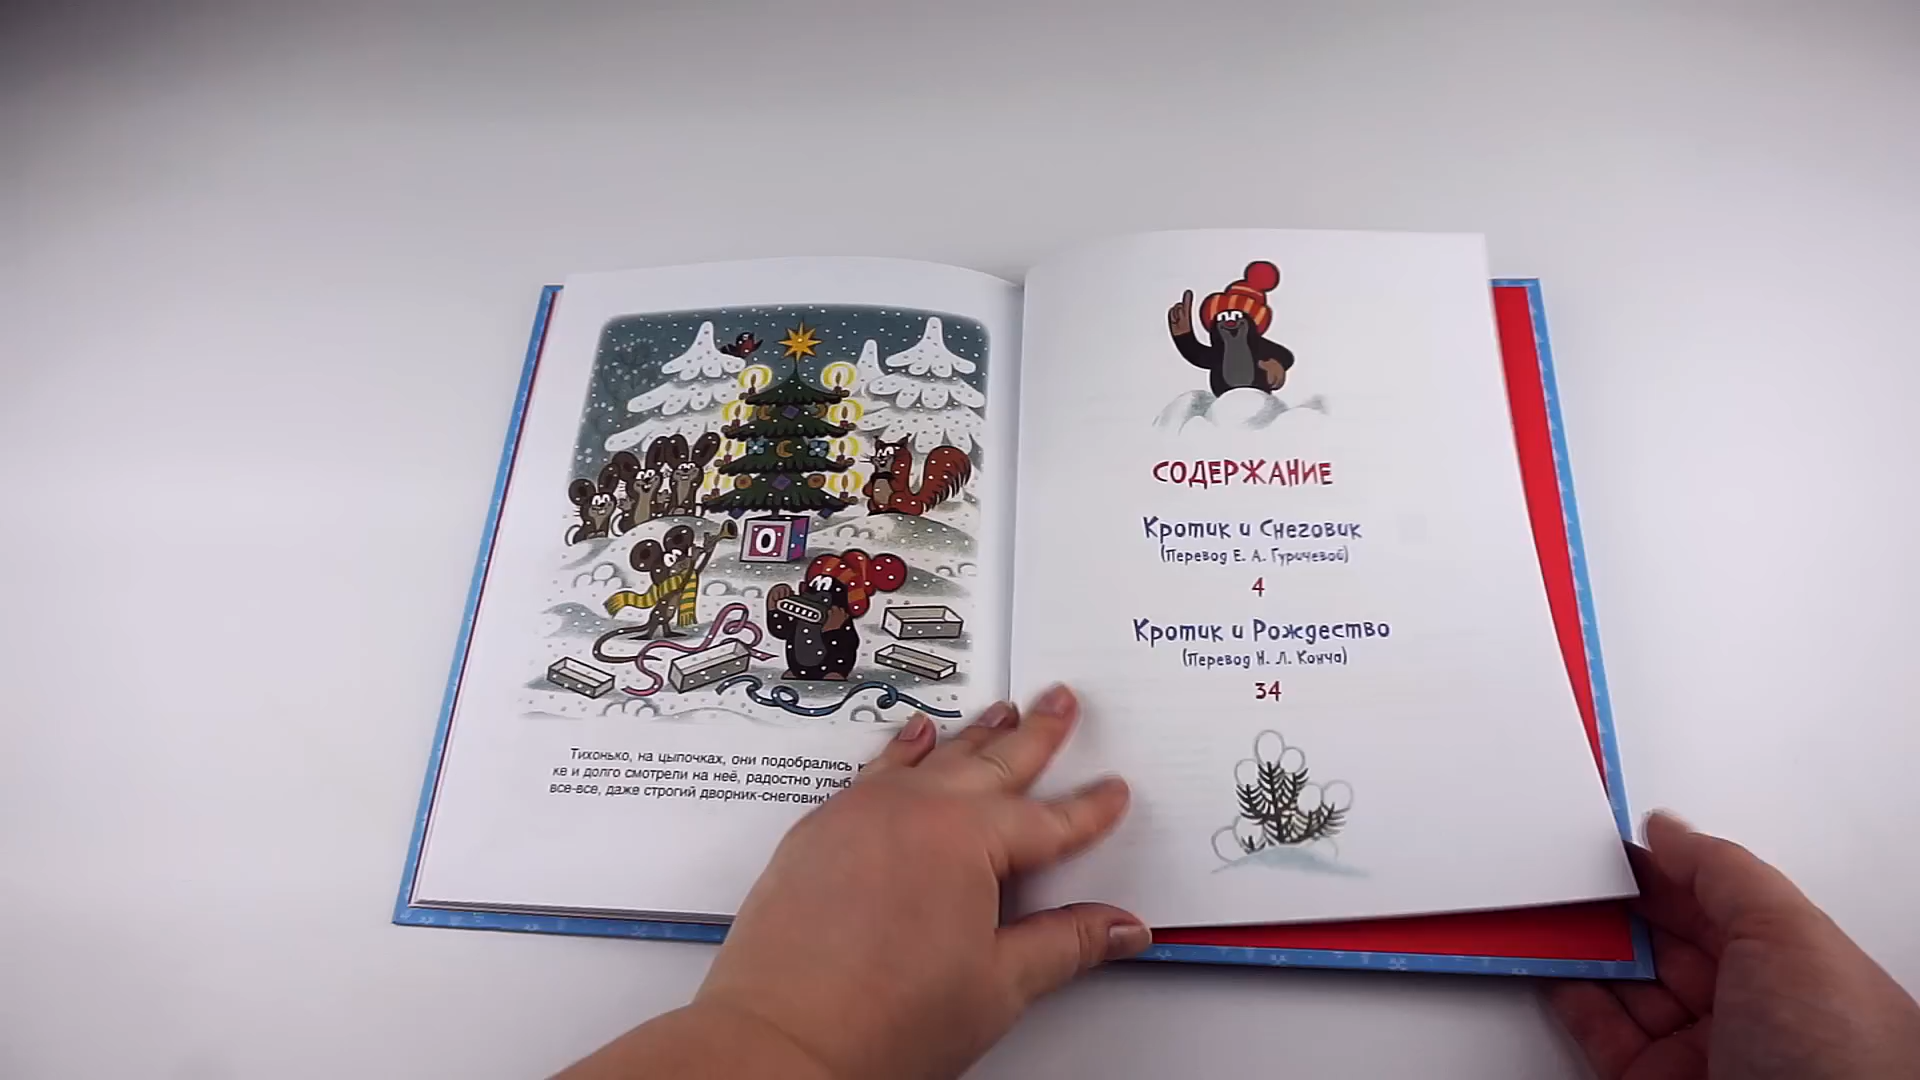 О
Тихонько, на цыпочках, они подобрались
ке и долго смотрели на неё, радостно
все-все, даже строгий дворник-снеговик!
СОДЕРЖАНИЕ
Кротик и Снеговик
(Перевод Е. А. Гуричевой)
4
Кротик и Рождество
(Перевод Н. Л. Конча)
34